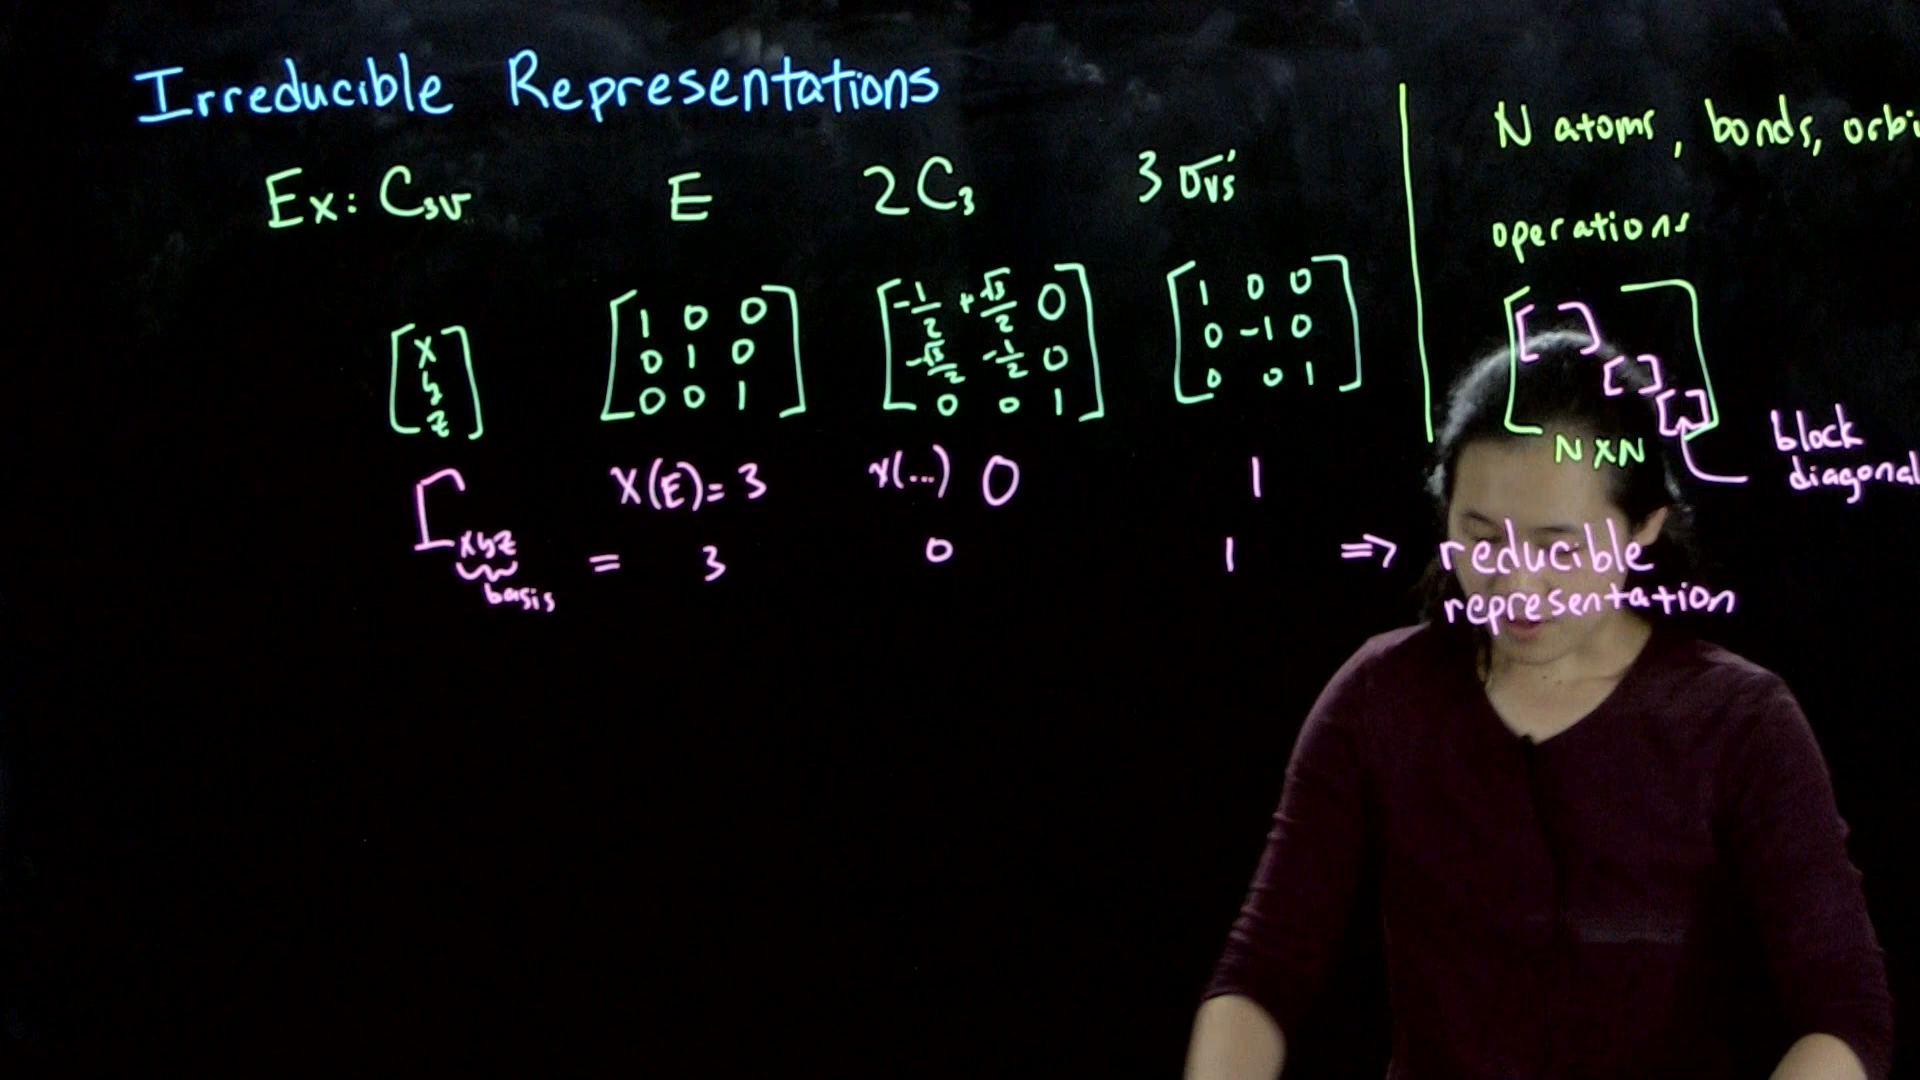 Irreducible Representations
Ex: C3v E 2C3 3σv's
[x y z]
[1 0 0
0 1 0
0 0 1]
[-1/2 +√3/2 0
-√3/2 -1/2 0
0 0 1]
[1 0 0
0 -1 0
0 0 1]
Γxyz χ(E)=3 χ(...) 0 1
basis = 3 0 1 ⇒ reducible
representation
N atoms, bonds, orbi
operations
N×N
block
diagonal